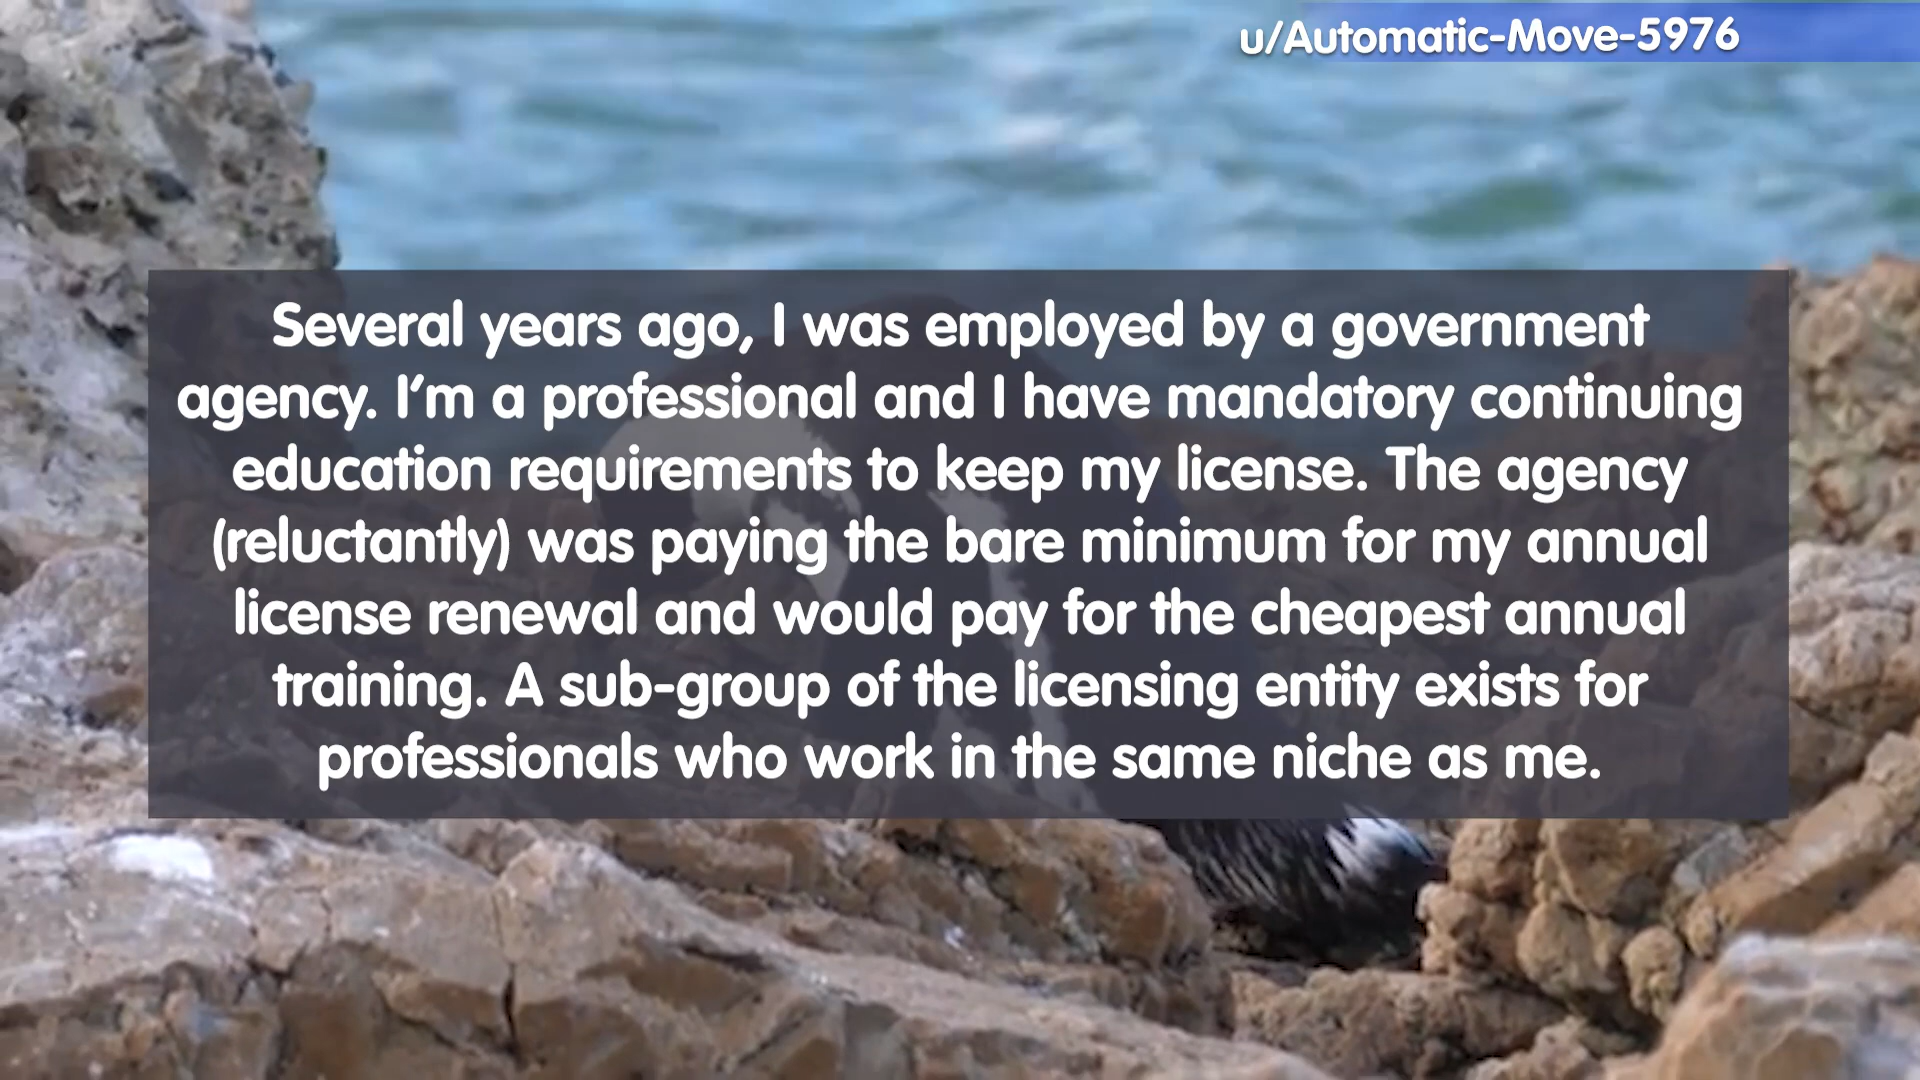 u/Automatic-Move-5976
Several years ago, I was employed by a government
agency. I’m a professional and I have mandatory continuing
education requirements to keep my license. The agency
(reluctantly) was paying the bare minimum for my annual
license renewal and would pay for the cheapest annual
training. A sub-group of the licensing entity exists for
professionals who work in the same niche as me.